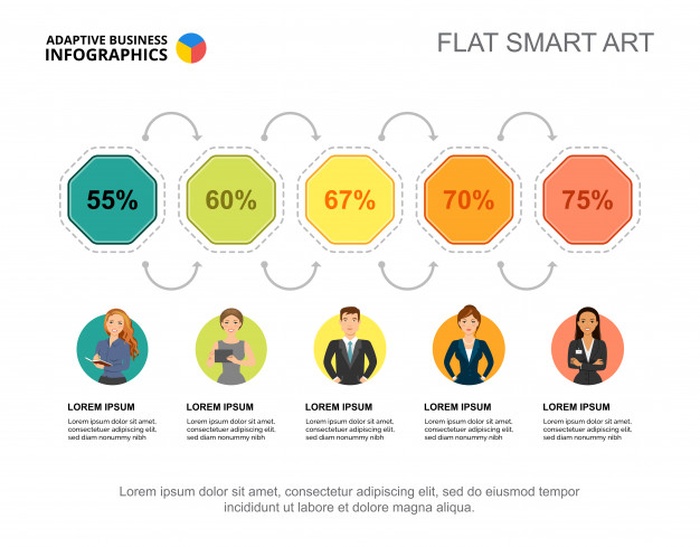 ADAPTIVE BUSINESS
INFOGRAPHICS
FLAT SMART ART
55%
60%
67%
70%
75%
LOREM IPSUM
Lorem ipsum dolor sit amet,
consectetuer adipiscing elit,
sed diam nonummy nibh
LOREM IPSUM
Lorem ipsum dolor sit amet,
consectetuer adipiscing elit,
sed diam nonummy nibh
LOREM IPSUM
Lorem ipsum dolor sit amet,
consectetuer adipiscing elit,
sed diam nonummy nibh
LOREM IPSUM
Lorem ipsum dolor sit amet,
consectetuer adipiscing elit,
sed diam nonummy nibh
LOREM IPSUM
Lorem ipsum dolor sit amet,
consectetuer adipiscing elit,
sed diam nonummy nibh
Lorem ipsum dolor sit amet, consectetur adipiscing elit, sed do eiusmod tempor
incididunt ut labore et dolore magna aliqua.